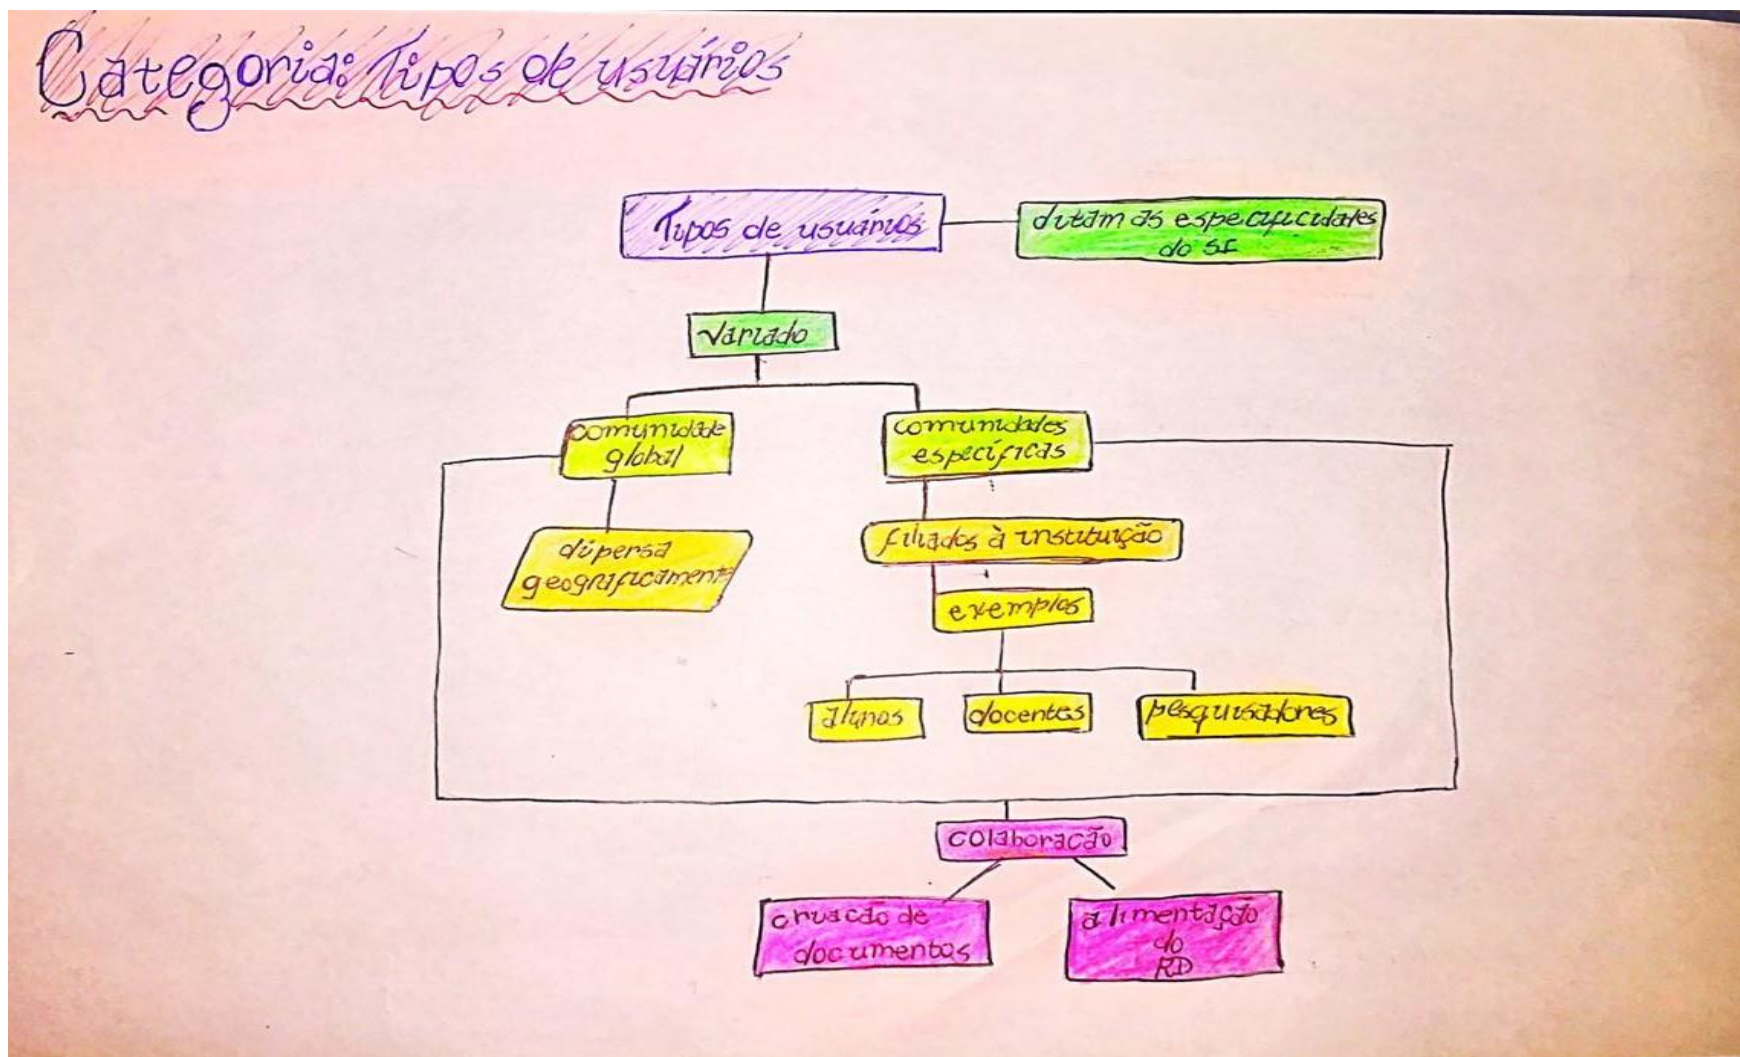 Categoria: Tipos de usuários
Tipos de usuários
ditam as especificidades
do SI
Variado
comunidade
global
comunidades
específicas
dipersa
geograficamente
filiados à instituição
exemplos
alunos
docentes
pesquisadores
colaboração
criação de
documentos
alimentação
do
RD